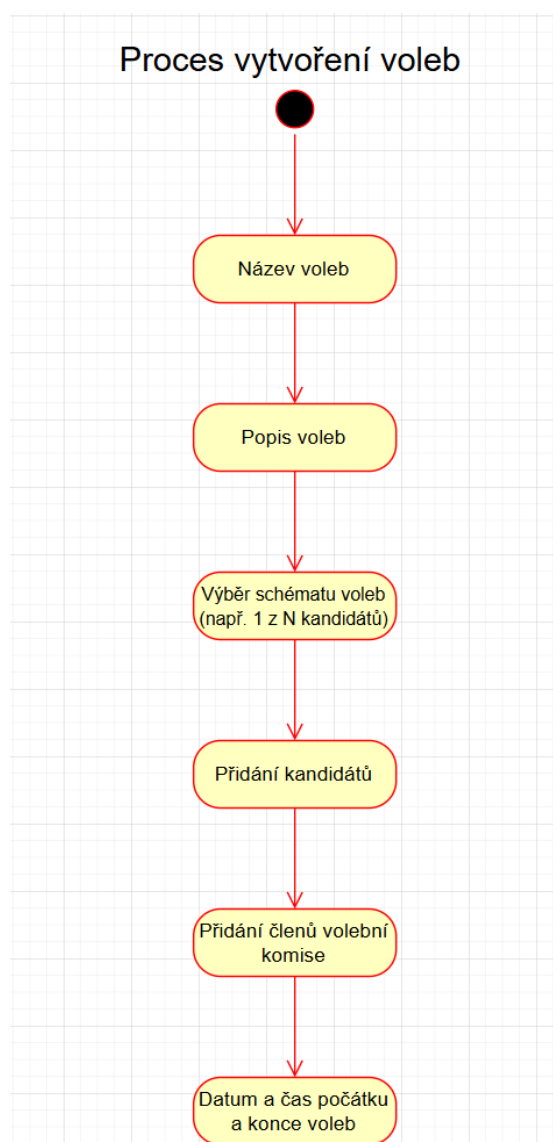 Proces vytvoření voleb
Název voleb
Popis voleb
Výběr schématu voleb
(např. 1 z N kandidátů)
Přidání kandidátů
Přidání členů volební
komise
Datum a čas počátku
a konce voleb